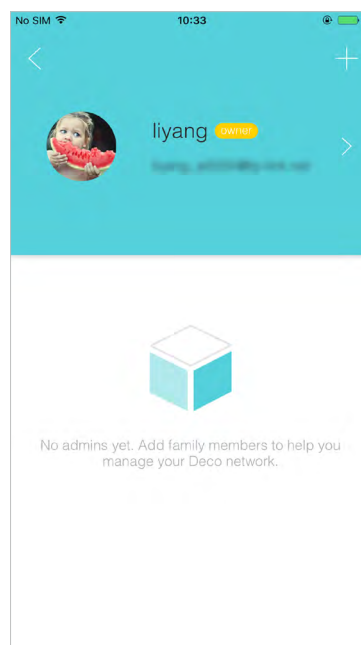 No SIM 10:33
liyang owner
No admins yet. Add family members to help you
manage your Deco network.